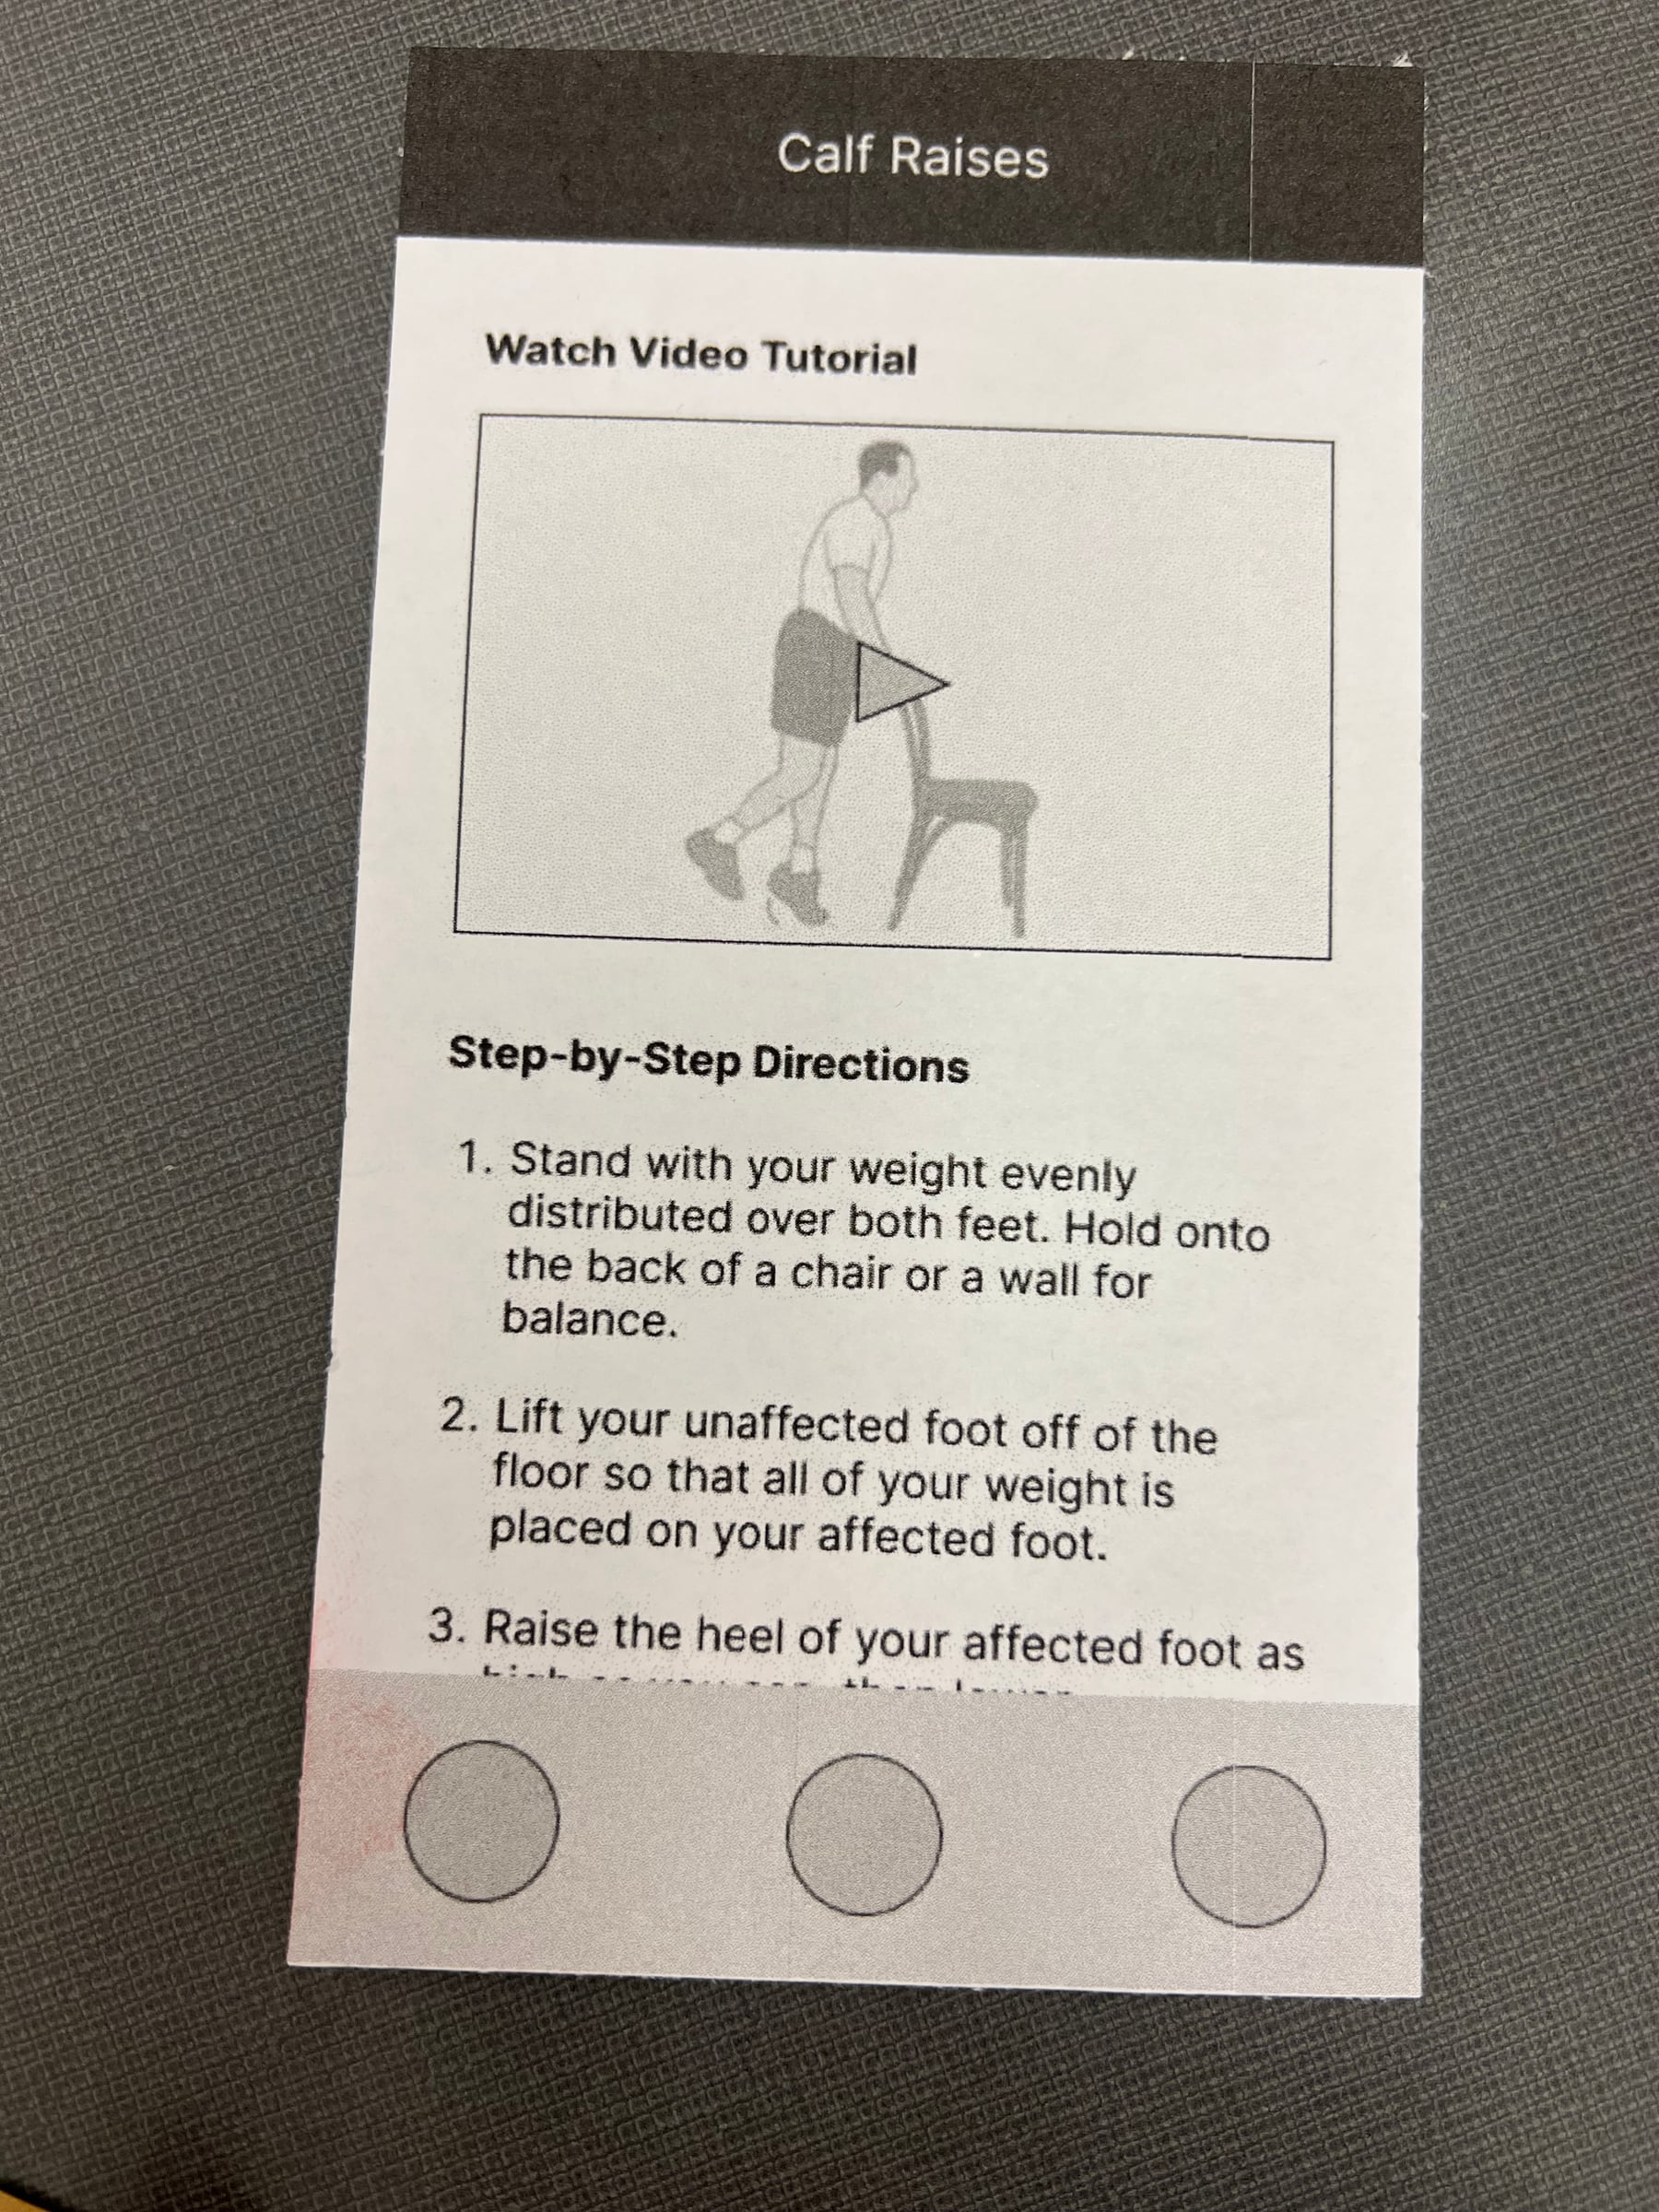 Calf Raises
Watch Video Tutorial
Step-by-Step Directions
1. Stand with your weight evenly
distributed over both feet. Hold onto
the back of a chair or a wall for
balance.
2. Lift your unaffected foot off of the
floor so that all of your weight is
placed on your affected foot.
3. Raise the heel of your affected foot as